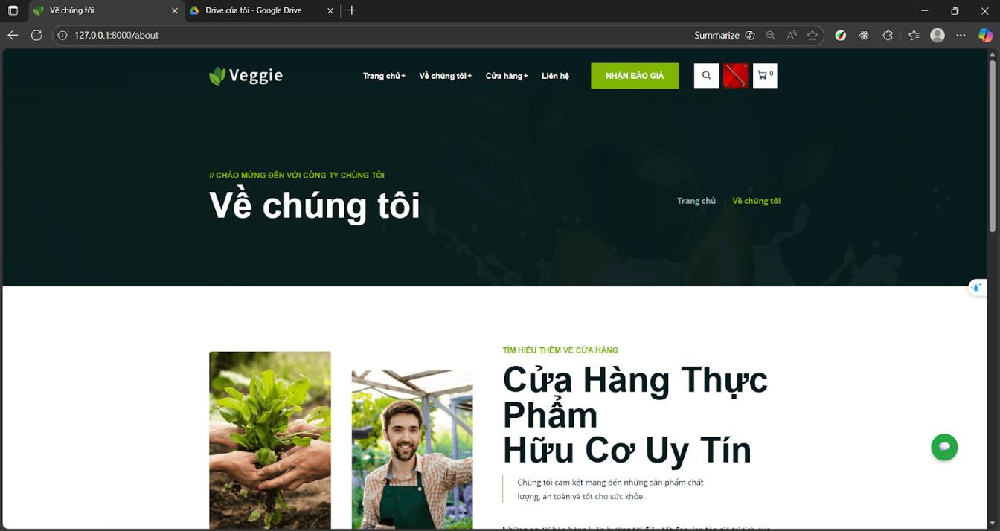 Về chúng tôi
Drive của tôi - Google Drive
127.0.0.1:8000/about
Summarize
Veggie
Trang chủ +
Về chúng tôi +
Cửa hàng +
Liên hệ
NHẬN BÁO GIÁ
0
// CHÀO MỪNG ĐẾN VỚI CÔNG TY CHÚNG TÔI
Về chúng tôi
Trang chủ | Về chúng tôi
TÌM HIỂU THÊM VỀ CỬA HÀNG
Cửa Hàng Thực
Phẩm
Hữu Cơ Uy Tín
Chúng tôi cam kết mang đến những sản phẩm chất
lượng, an toàn và tốt cho sức khỏe.